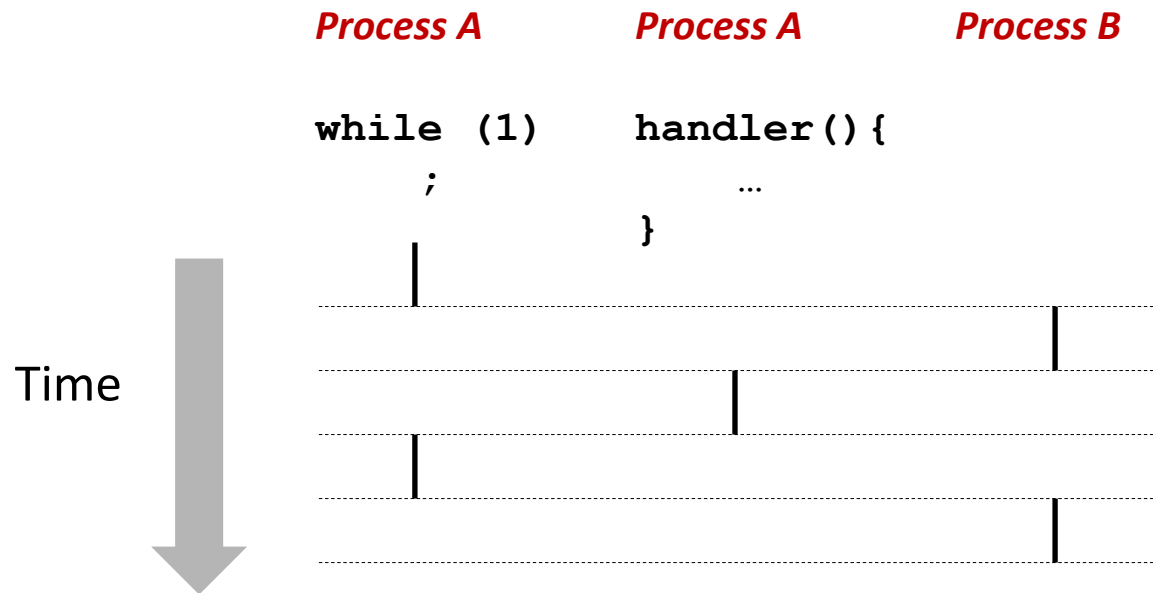 Process A Process A Process B
while (1) handler(){
; …
}
Time